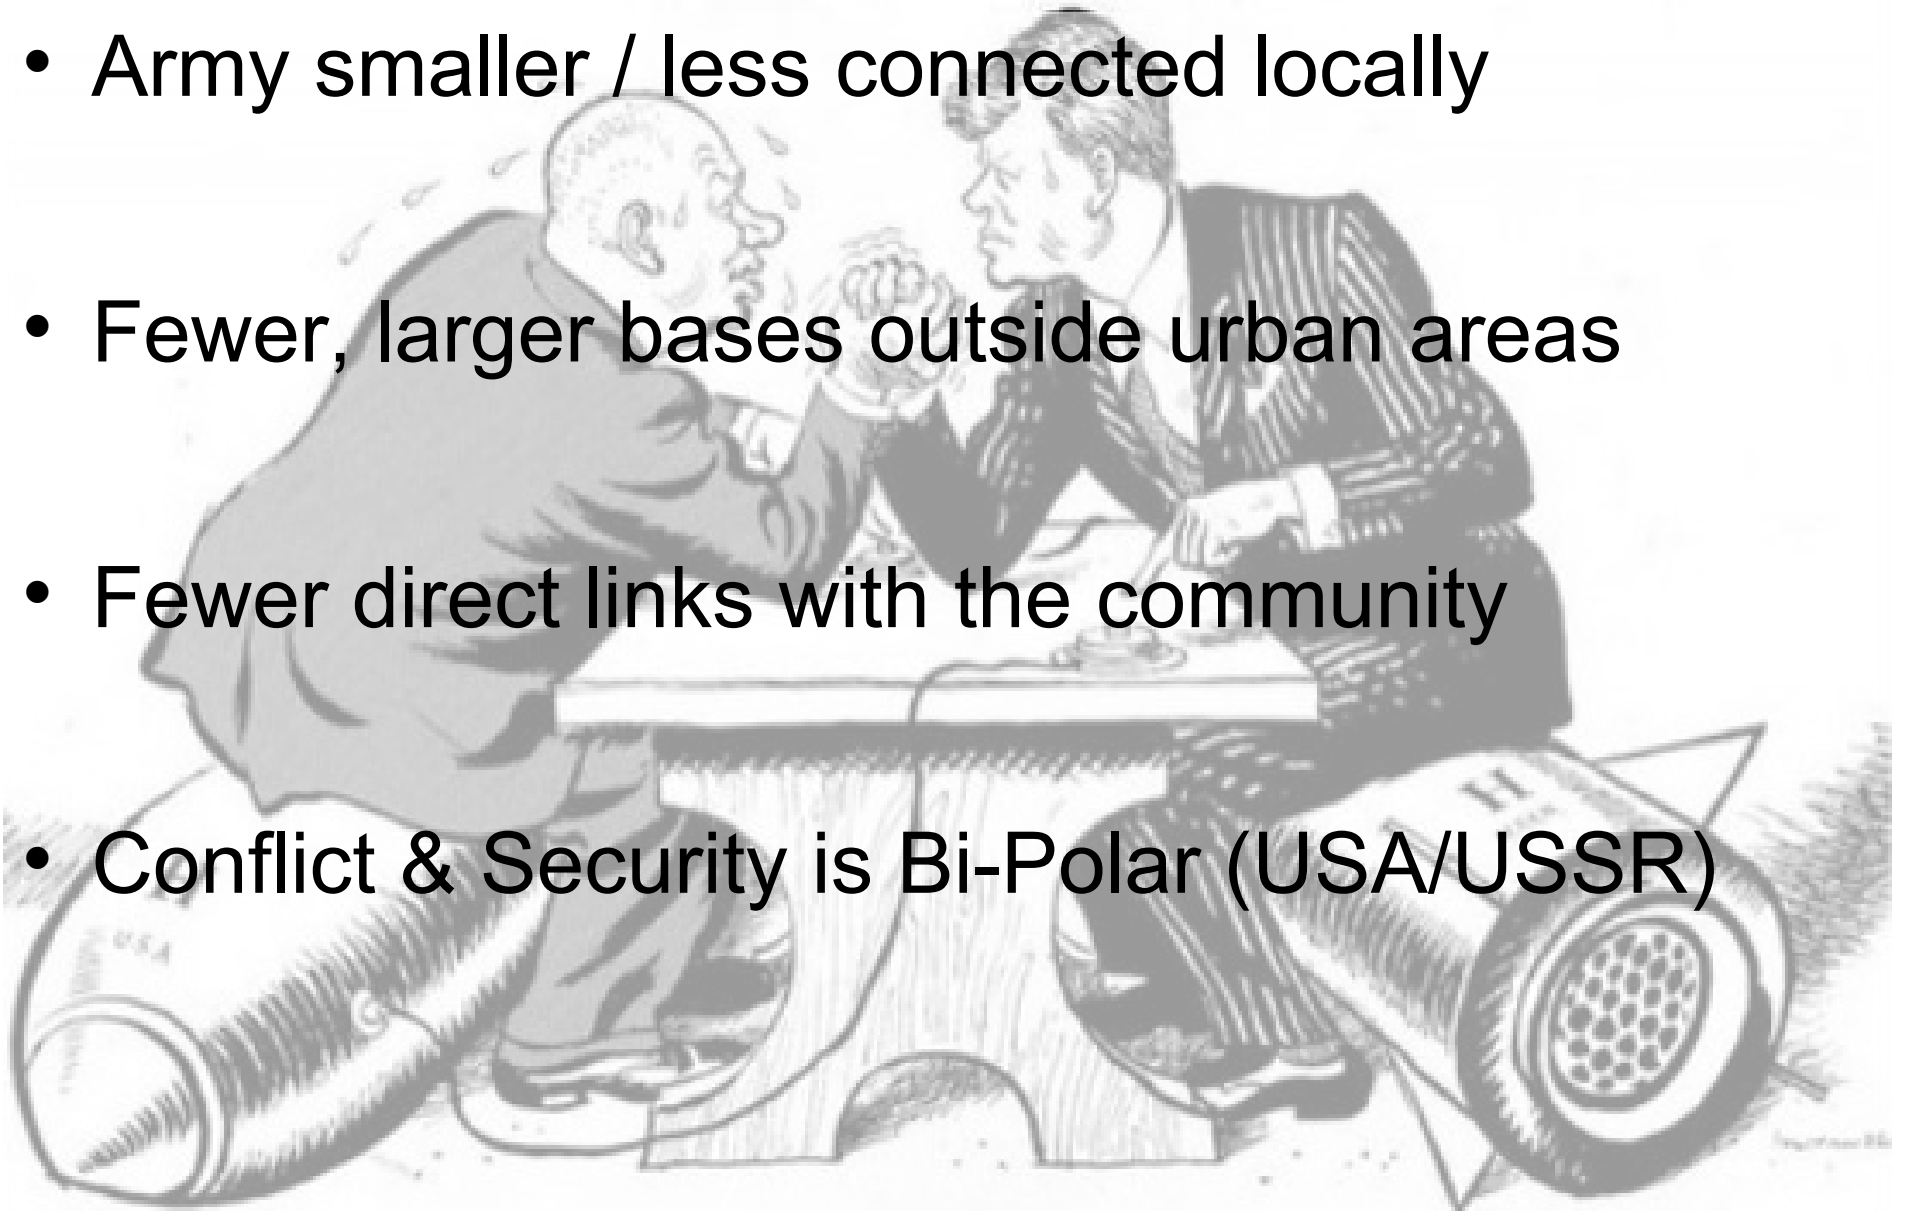 • Army smaller / less connected locally
• Fewer, larger bases outside urban areas
• Fewer direct links with the community
• Conflict & Security is Bi-Polar (USA/USSR)
H
H
USA